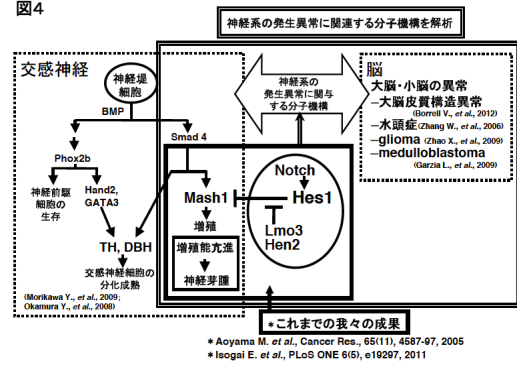 図4
神経系の発生異常に関連する分子機構を解析
交感神経
神経堤
細胞
BMP
Smad 4
Phox2b
神経前駆
細胞の
生存
Hand2,
GATA3
TH, DBH
交感神経細胞の
分化成熟
(Morikawa Y., et al., 2009;
Okamura Y., et al., 2008)
Mash1
増殖
増殖能亢進
神経芽腫
神経系の
発生異常に関与
する分子機構
Notch
Hes1
Lmo3
Hen2
脳
大脳・小脳の異常
–大脳皮質構造異常
(Borrell V., et al., 2012)
–水頭症(Zhang W., et al., 2006)
–glioma (Zhao X., et al., 2009)
–medulloblastoma
(Garzia L., et al., 2009)
*これまでの我々の成果
* Aoyama M. et al., Cancer Res., 65(11), 4587-97, 2005
* Isogai E. et al., PLoS ONE 6(5), e19297, 2011